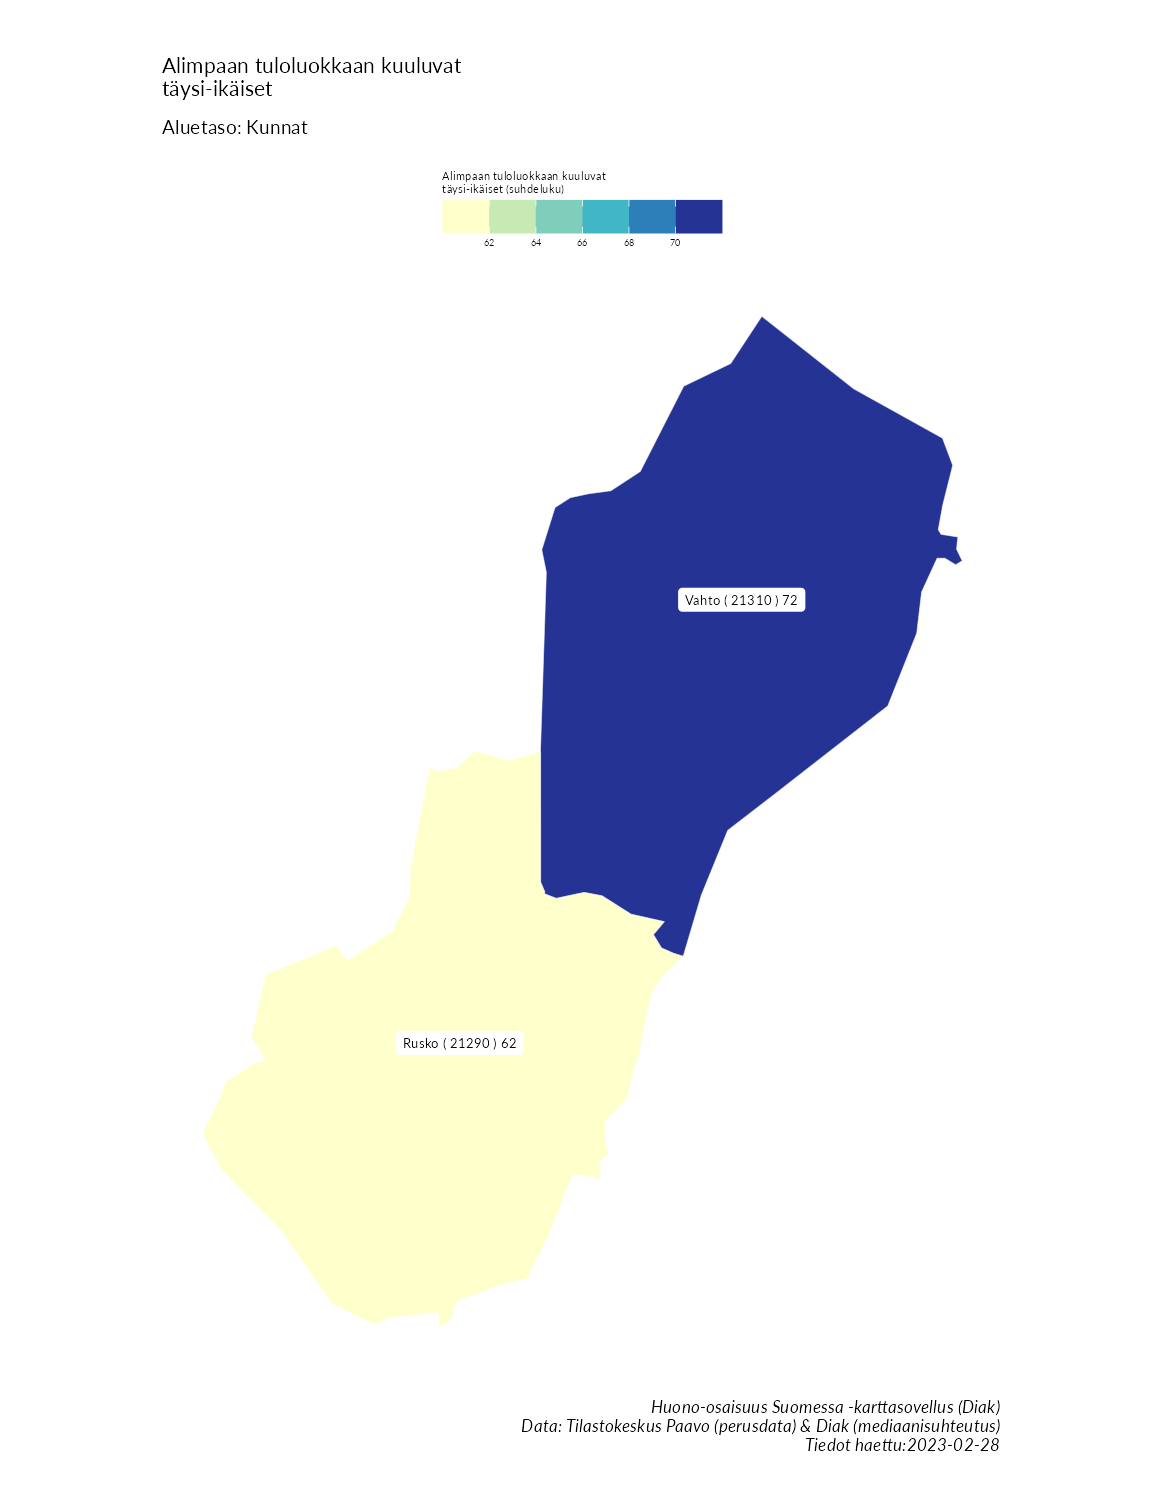 Alimpaan tuloluokkaan kuuluvat
täysi-ikäiset
Aluetaso: Kunnat
Alimpaan tuloluokkaan kuuluvat
täysi-ikäiset (suhdeluku)
62 64 66 68 70
Vahto ( 21310 ) 72
Rusko ( 21290 ) 62
Huono-osaisuus Suomessa -karttasovellus (Diak)
Data: Tilastokeskus Paavo (perusdata) & Diak (mediaanisuhteutus)
Tiedot haettu:2023-02-28